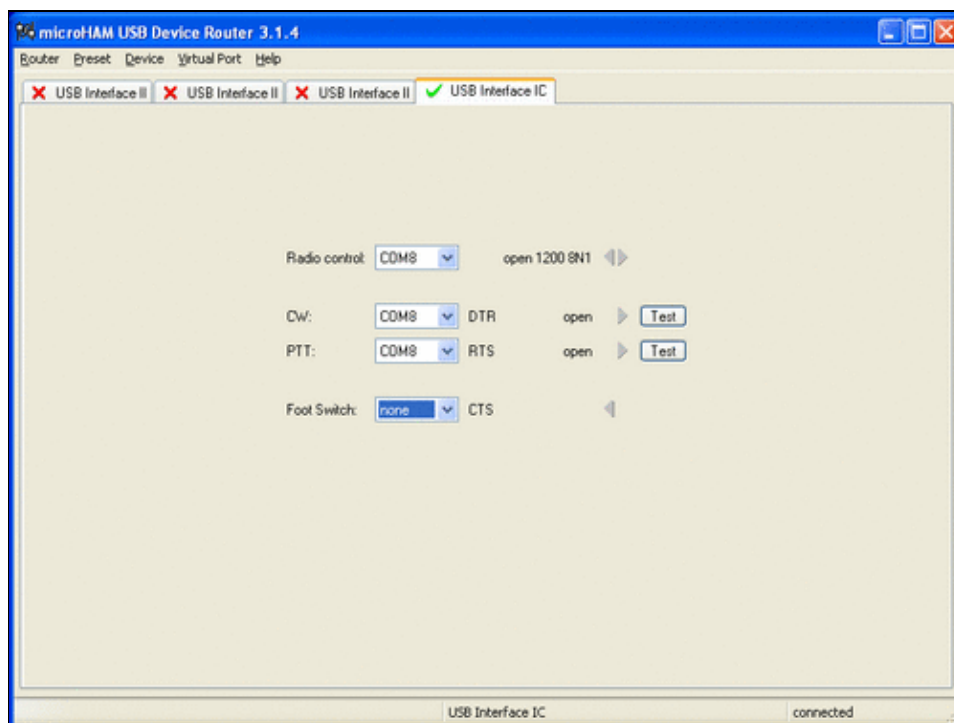 microHAM USB Device Router 3.1.4
Router Preset Device Virtual Port Help
USB Interface II USB Interface II USB Interface II USB Interface IC
Radio control: COM8 open 1200 8N1
CW: COM8 DTR open Test
PTT: COM8 RTS open Test
Foot Switch: none CTS
USB Interface IC connected